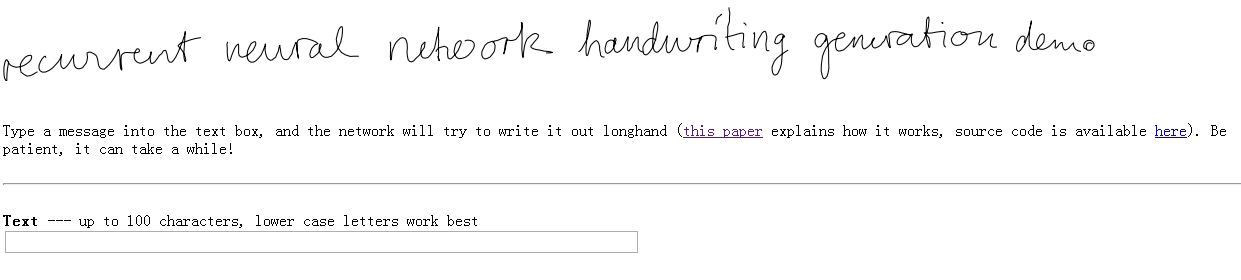 recurrent neural network handwriting generation demo
Type a message into the text box, and the network will try to write it out longhand (this paper explains how it works, source code is available here). Be
patient, it can take a while!
Text --- up to 100 characters, lower case letters work best